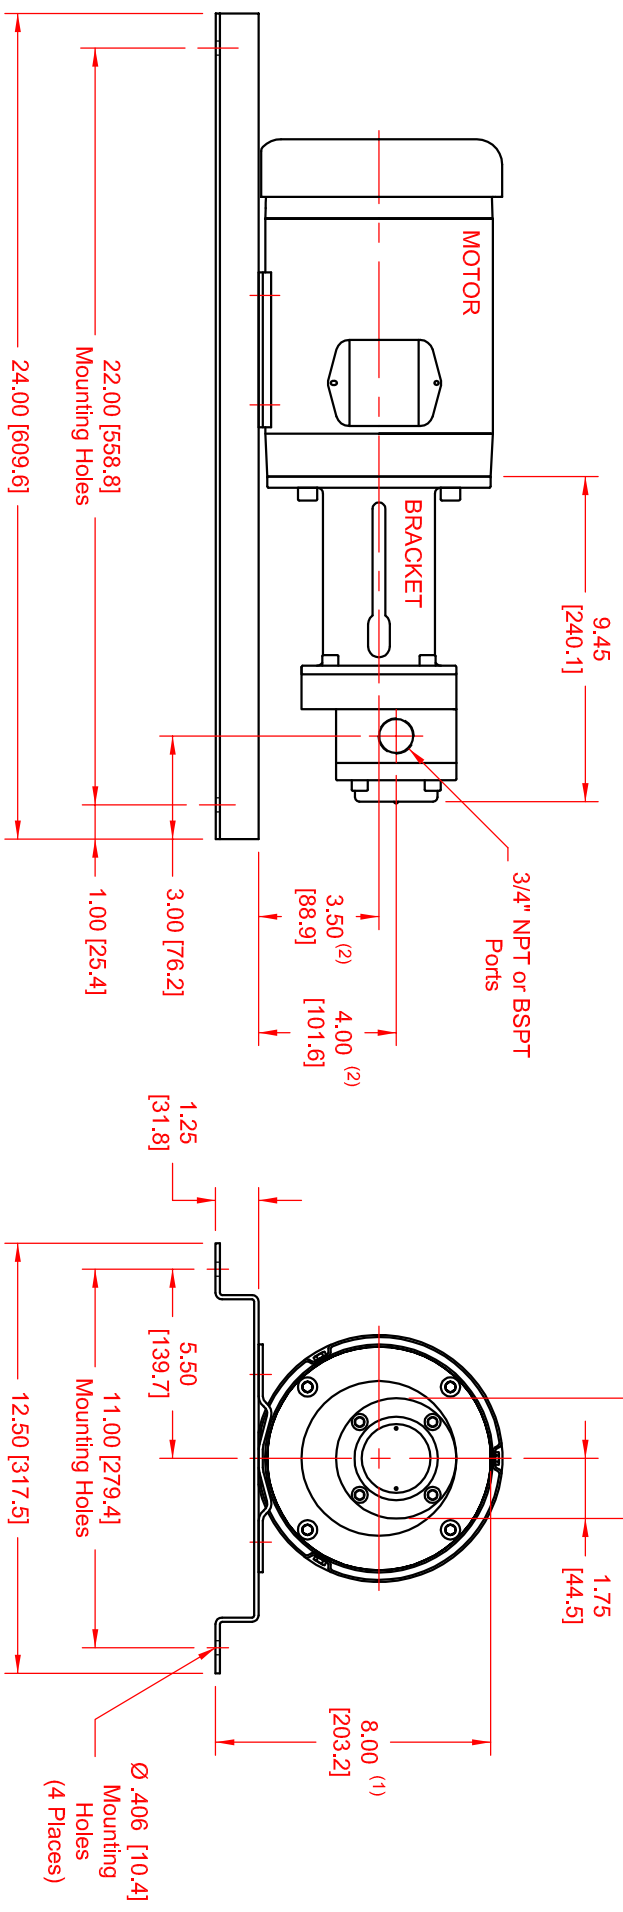 MOTOR
BRACKET
9.45
[240.1]
3/4" NPT or BSPT
Ports
22.00 [558.8]
Mounting Holes
24.00 [609.6]
3.00 [76.2]
1.00 [25.4]
3.50 (2)
[88.9]
4.00 (2)
[101.6]
1.25
[31.8]
5.50
[139.7]
11.00 [279.4]
Mounting Holes
12.50 [317.5]
1.75
[44.5]
8.00 (1)
[203.2]
Ø .406 [10.4]
Mounting
Holes
(4 Places)